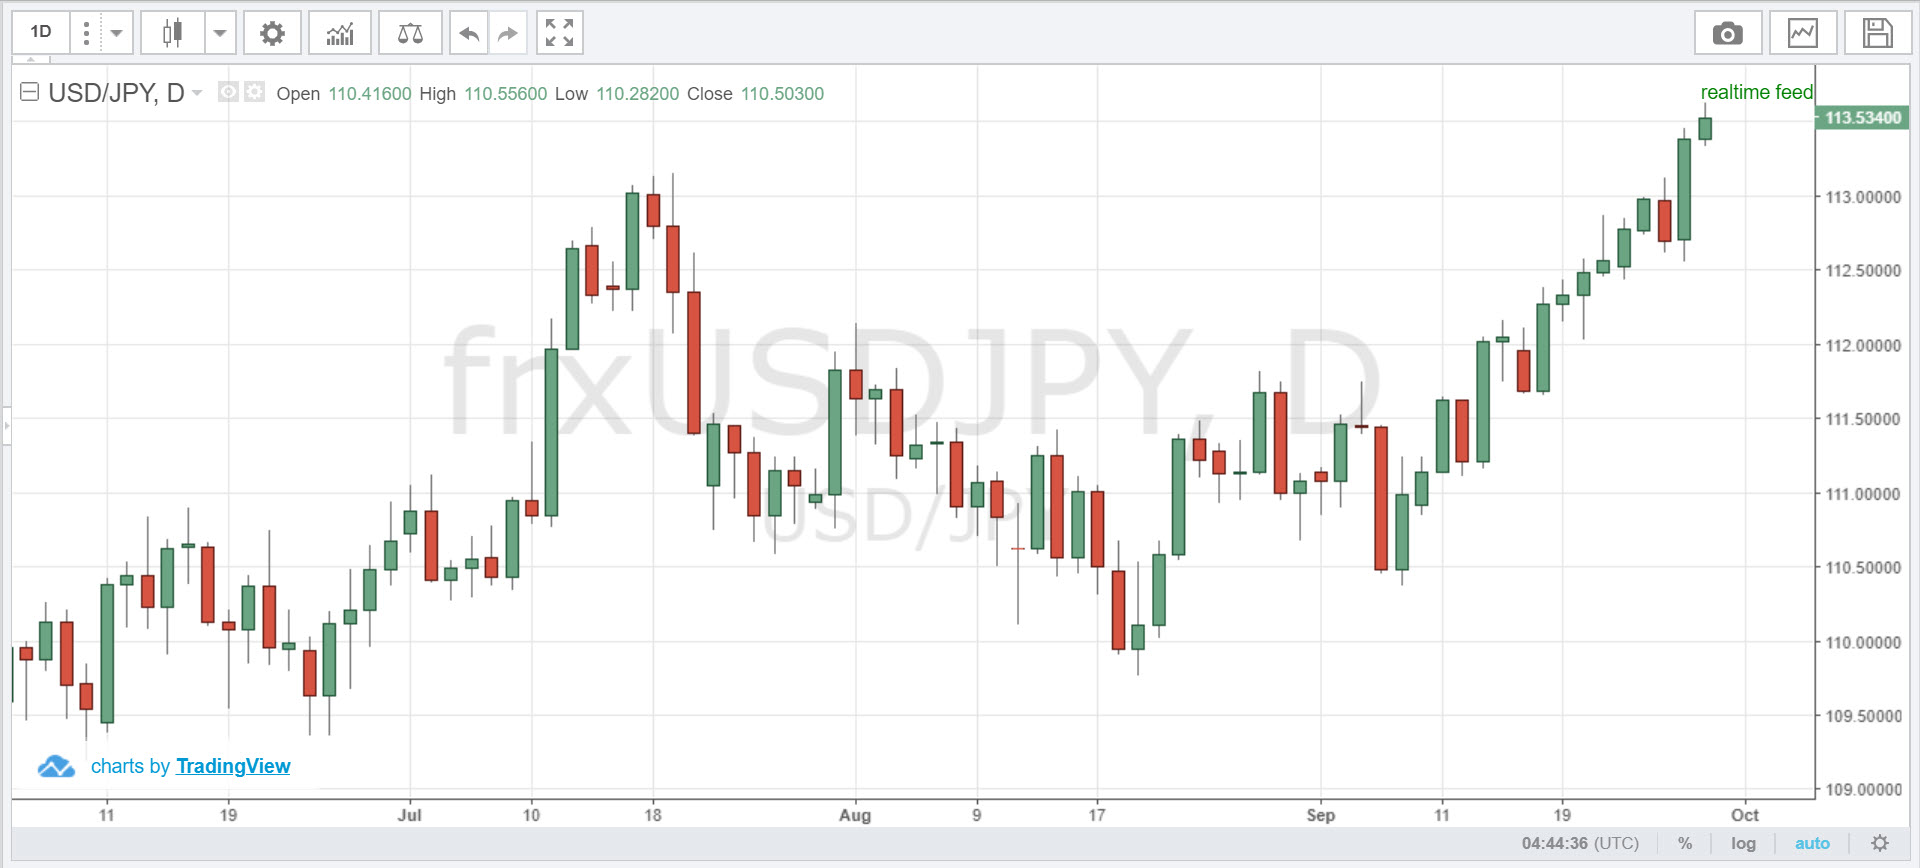 1D
USD/JPY, D Open 110.41600 High 110.55600 Low 110.28200 Close 110.50300
realtime feed
113.53400
113.00000
112.50000
frxUSDJPY, D
112.00000
111.50000
USD/JPY
111.00000
110.50000
110.00000
109.50000
charts by TradingView
109.00000
11 19 Jul 10 18 Aug 9 17 Sep 11 19 Oct
04:44:36 (UTC) % log auto